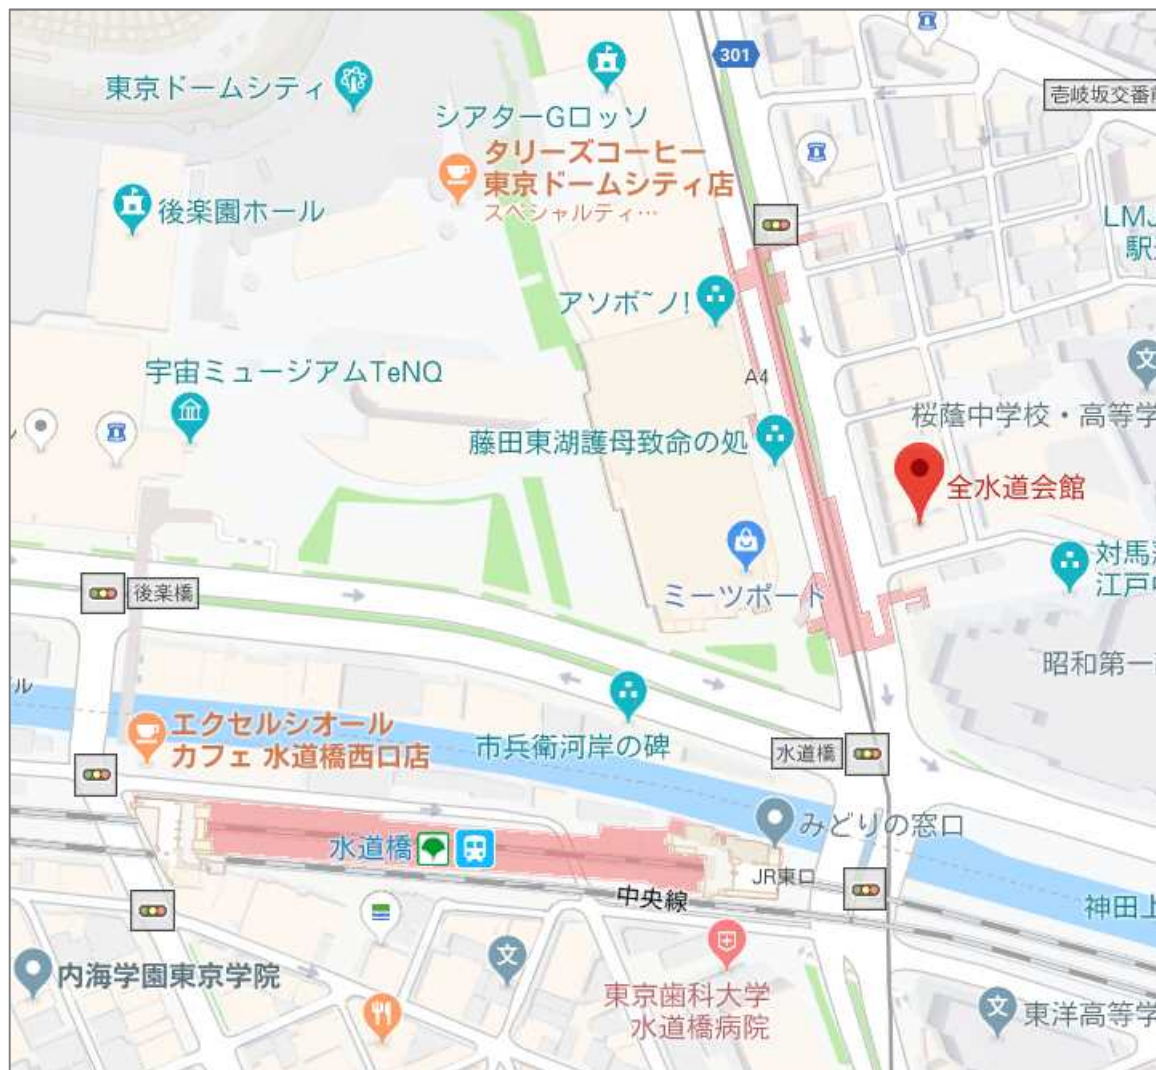 301
東京ドームシティ
シアターGロッソ
壱岐坂交番前
タリーズコーヒー
東京ドームシティ店
スペシャルティ…
後楽園ホール
LMJ
アソボ~ノ!
宇宙ミュージアムTeNQ
A4
桜蔭中学校・高等学
藤田東湖護母致命の処
全水道会館
対馬
江戸
ミーツポート
後楽橋
昭和第一
ル
エクセルシオール
カフェ 水道橋西口店
市兵衛河岸の碑
水道橋
みどりの窓口
水道橋
JR東口
中央線
神田上
内海学園東京学院
東京歯科大学
水道橋病院
東洋高等学
文
文
文